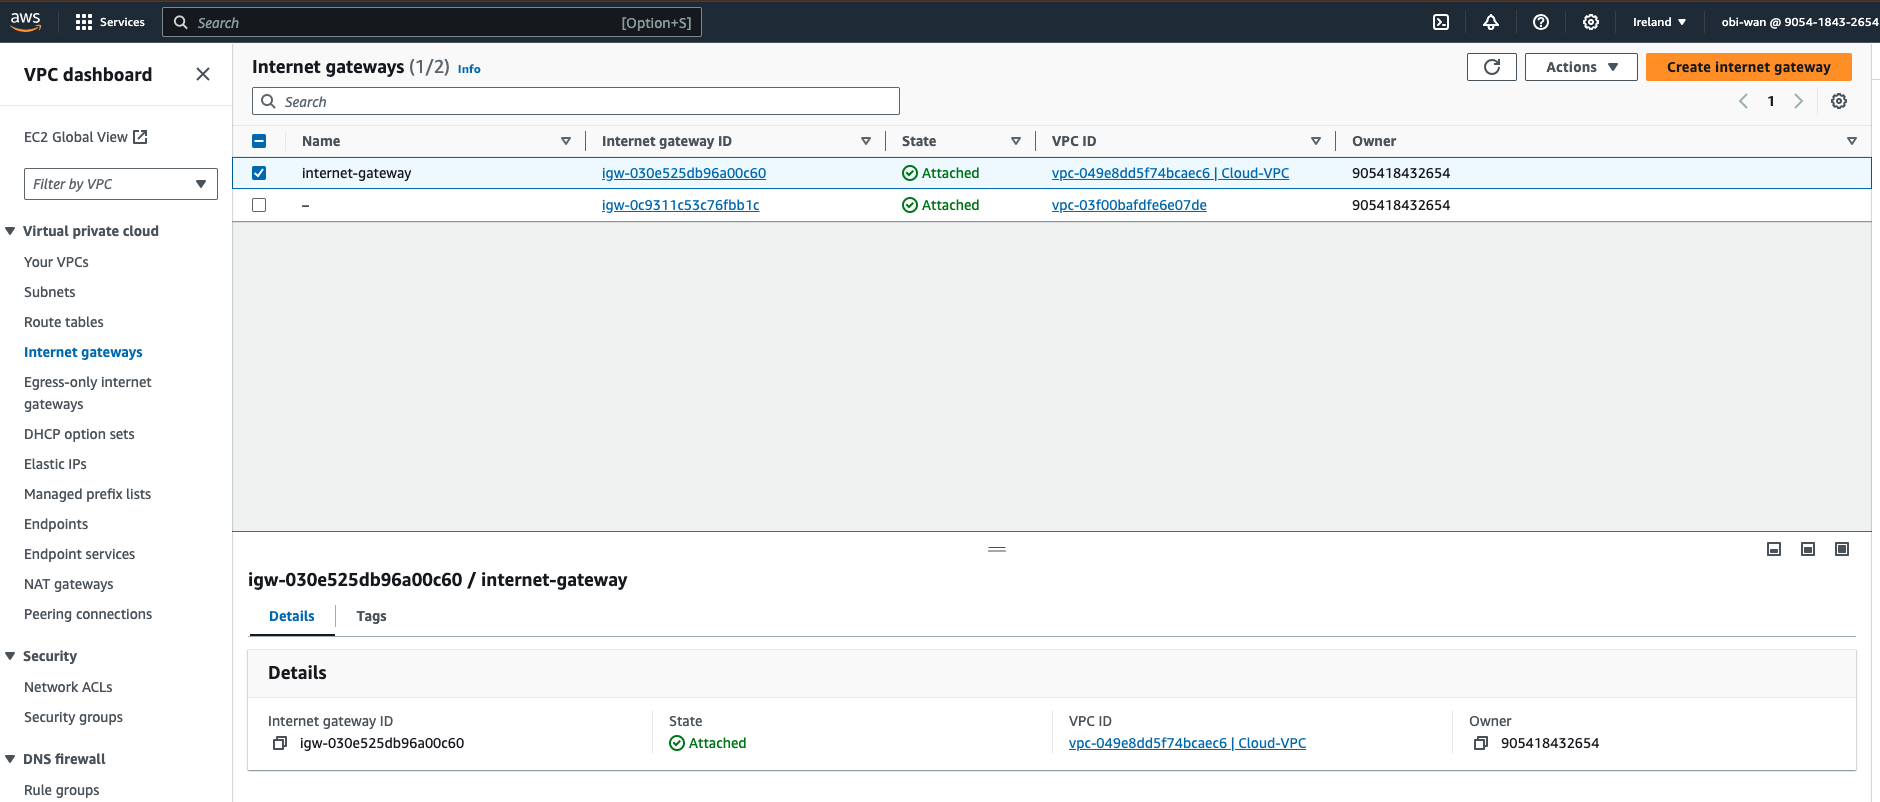 aws Services Search [Option+S] Ireland obi-wan @ 9054-1843-2654
VPC dashboard
EC2 Global View
Filter by VPC
Virtual private cloud
Your VPCs
Subnets
Route tables
Internet gateways
Egress-only internet
gateways
DHCP option sets
Elastic IPs
Managed prefix lists
Endpoints
Endpoint services
NAT gateways
Peering connections
Security
Network ACLs
Security groups
DNS firewall
Rule groups
Internet gateways (1/2) Info Actions Create internet gateway
Search 1
Name Internet gateway ID State VPC ID Owner
internet-gateway igw-030e525db96a00c60 Attached vpc-049e8dd5f74bcaec6 | Cloud-VPC 905418432654
– igw-0c9311c53c76fbb1c Attached vpc-03f00bafdfe6e07de 905418432654
igw-030e525db96a00c60 / internet-gateway
Details Tags
Details
Internet gateway ID State VPC ID Owner
igw-030e525db96a00c60 Attached vpc-049e8dd5f74bcaec6 | Cloud-VPC 905418432654